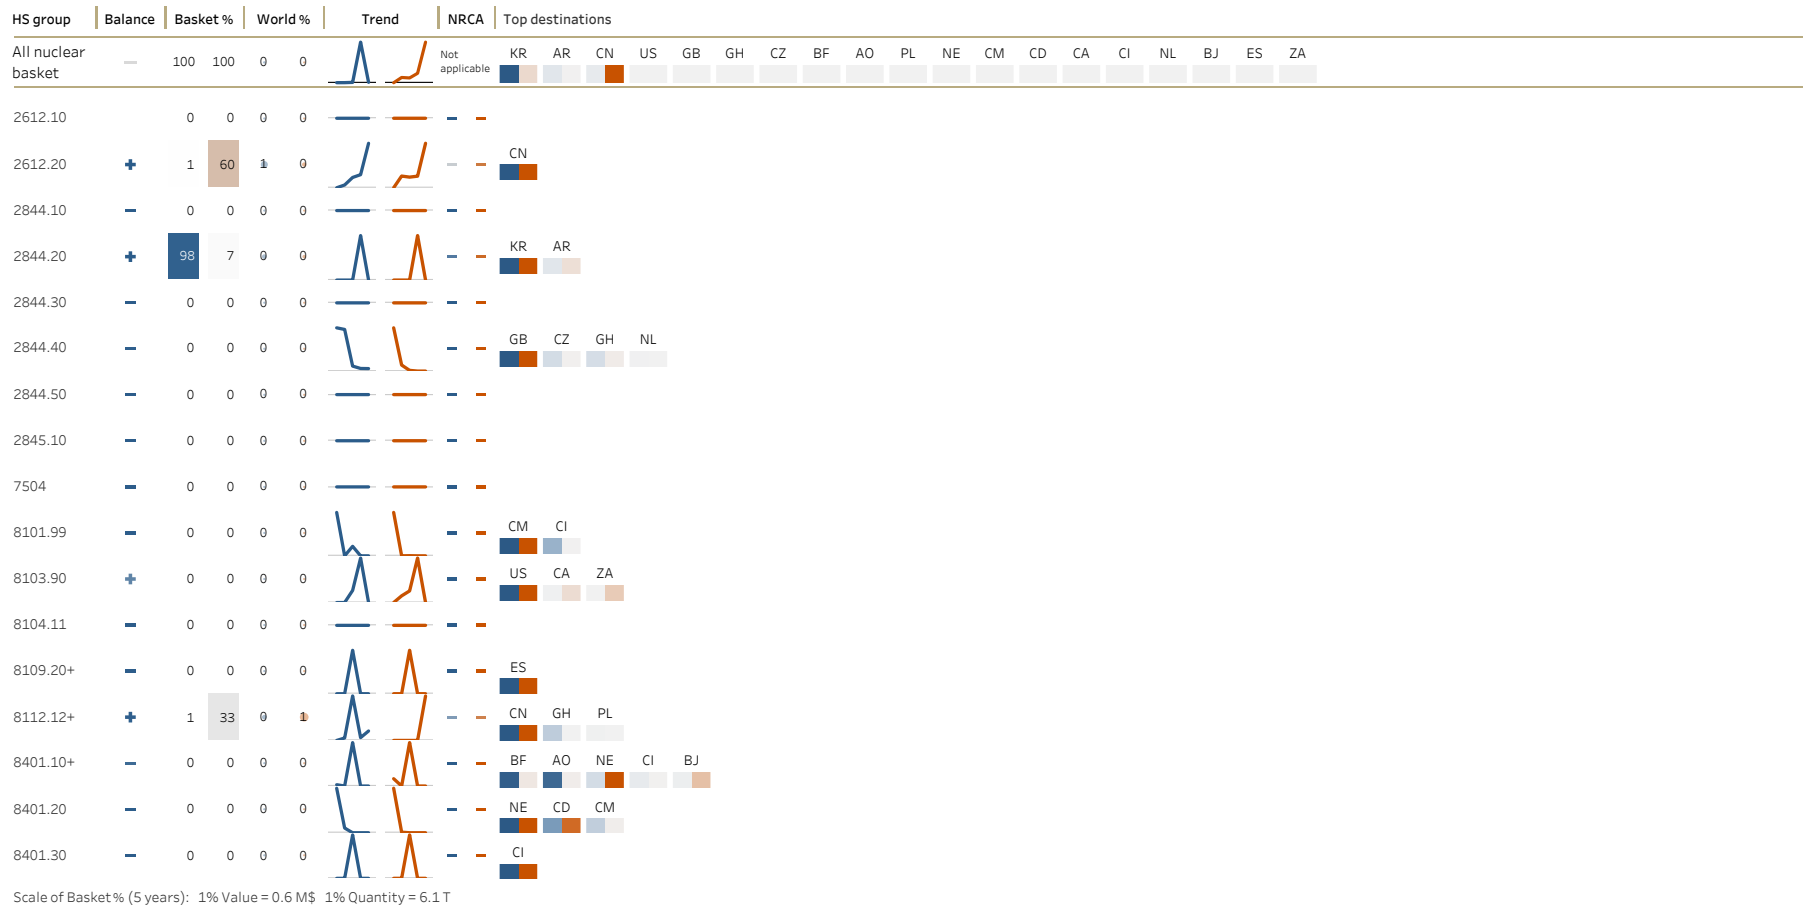 HS group Balance Basket % World % Trend NRCA Top destinations
All nuclear basket 100 100 0 0 Not applicable KR AR CN US GB GH CZ BF AO PL NE CM CD CA CI NL BJ ES ZA
2612.10 0 0 0 0
2612.20 1 60 1 0 CN
2844.10 0 0 0 0
2844.20 98 7 0 0 KR AR
2844.30 0 0 0 0
2844.40 0 0 0 0 GB CZ GH NL
2844.50 0 0 0 0
2845.10 0 0 0 0
7504 0 0 0 0
8101.99 0 0 0 0 CM CI
8103.90 0 0 0 0 US CA ZA
8104.11 0 0 0 0
8109.20+ 0 0 0 0 ES
8112.12+ 1 33 0 1 CN GH PL
8401.10+ 0 0 0 0 BF AO NE CI BJ
8401.20 0 0 0 0 NE CD CM
8401.30 0 0 0 0 CI
Scale of Basket% (5 years): 1% Value = 0.6 M$ 1% Quantity = 6.1 T